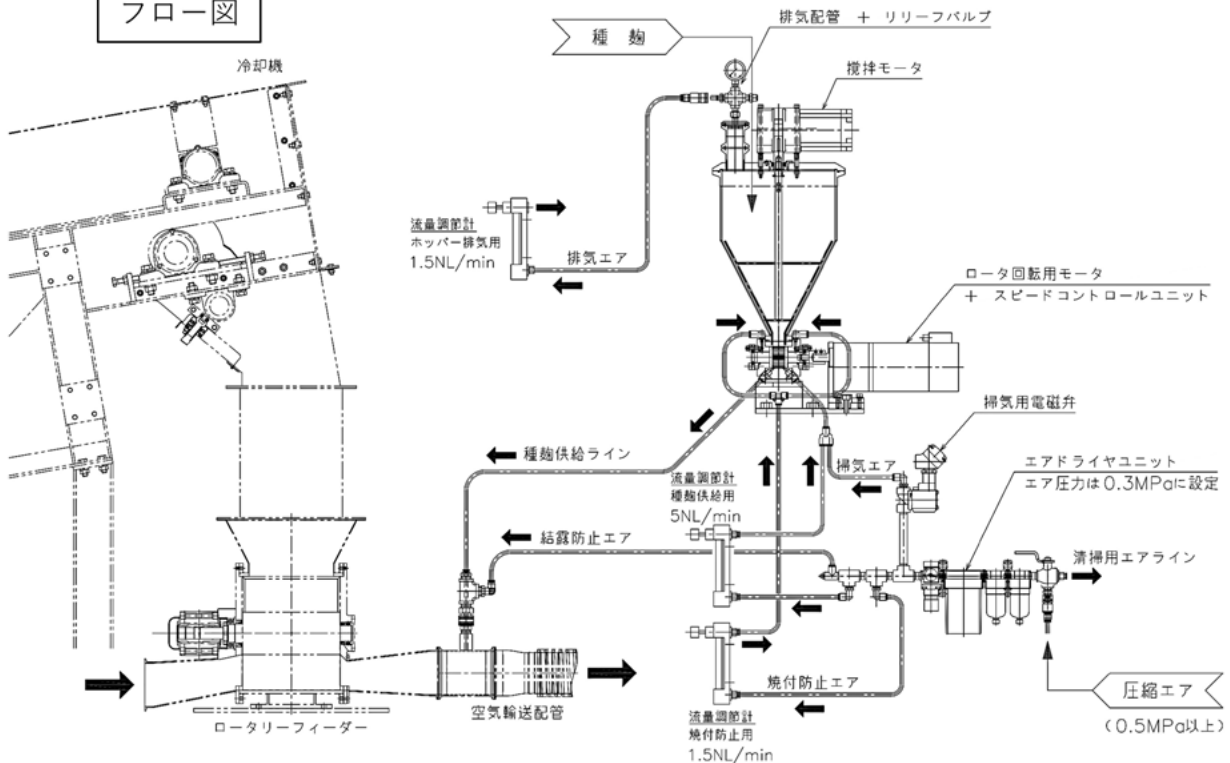 フロー図
冷却機
種 麹
排気配管 + リリーフバルブ
撹拌モータ
流量調節計
ホッパー排気用
1.5NL/min
排気エア
ロータ回転用モータ
+ スピードコントロールユニット
種麹供給ライン
流量調節計
種麹供給用
5NL/min
掃気エア
掃気用電磁弁
エアドライヤユニット
エア圧力は0.3MPaに設定
結露防止エア
清掃用エアライン
焼付防止エア
圧縮エア
(0.5MPa以上)
空気輸送配管
ロータリーフィーダー
流量調節計
焼付防止用
1.5NL/min